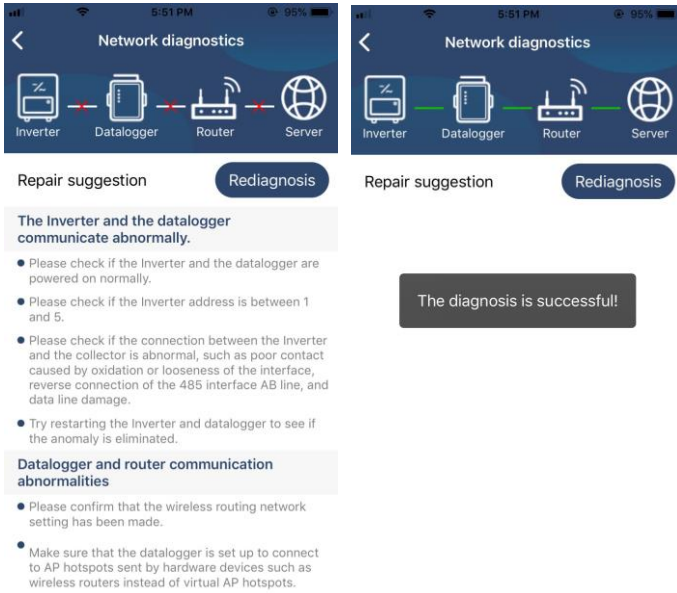 5:51 PM
95%
Network diagnostics
Inverter
Datalogger
Router
Server
Repair suggestion
Rediagnosis
The Inverter and the datalogger
communicate abnormally.
Please check if the Inverter and the datalogger are
powered on normally.
Please check if the Inverter address is between 1
and 5.
Please check if the connection between the Inverter
and the collector is abnormal, such as poor contact
caused by oxidation or looseness of the interface,
reverse connection of the 485 interface AB line, and
data line damage.
Try restarting the Inverter and datalogger to see if
the anomaly is eliminated.
Datalogger and router communication
abnormalities
Please confirm that the wireless routing network
setting has been made.
Make sure that the datalogger is set up to connect
to AP hotspots sent by hardware devices such as
wireless routers instead of virtual AP hotspots.
5:51 PM
95%
Network diagnostics
Inverter
Datalogger
Router
Server
Repair suggestion
Rediagnosis
The diagnosis is successful!